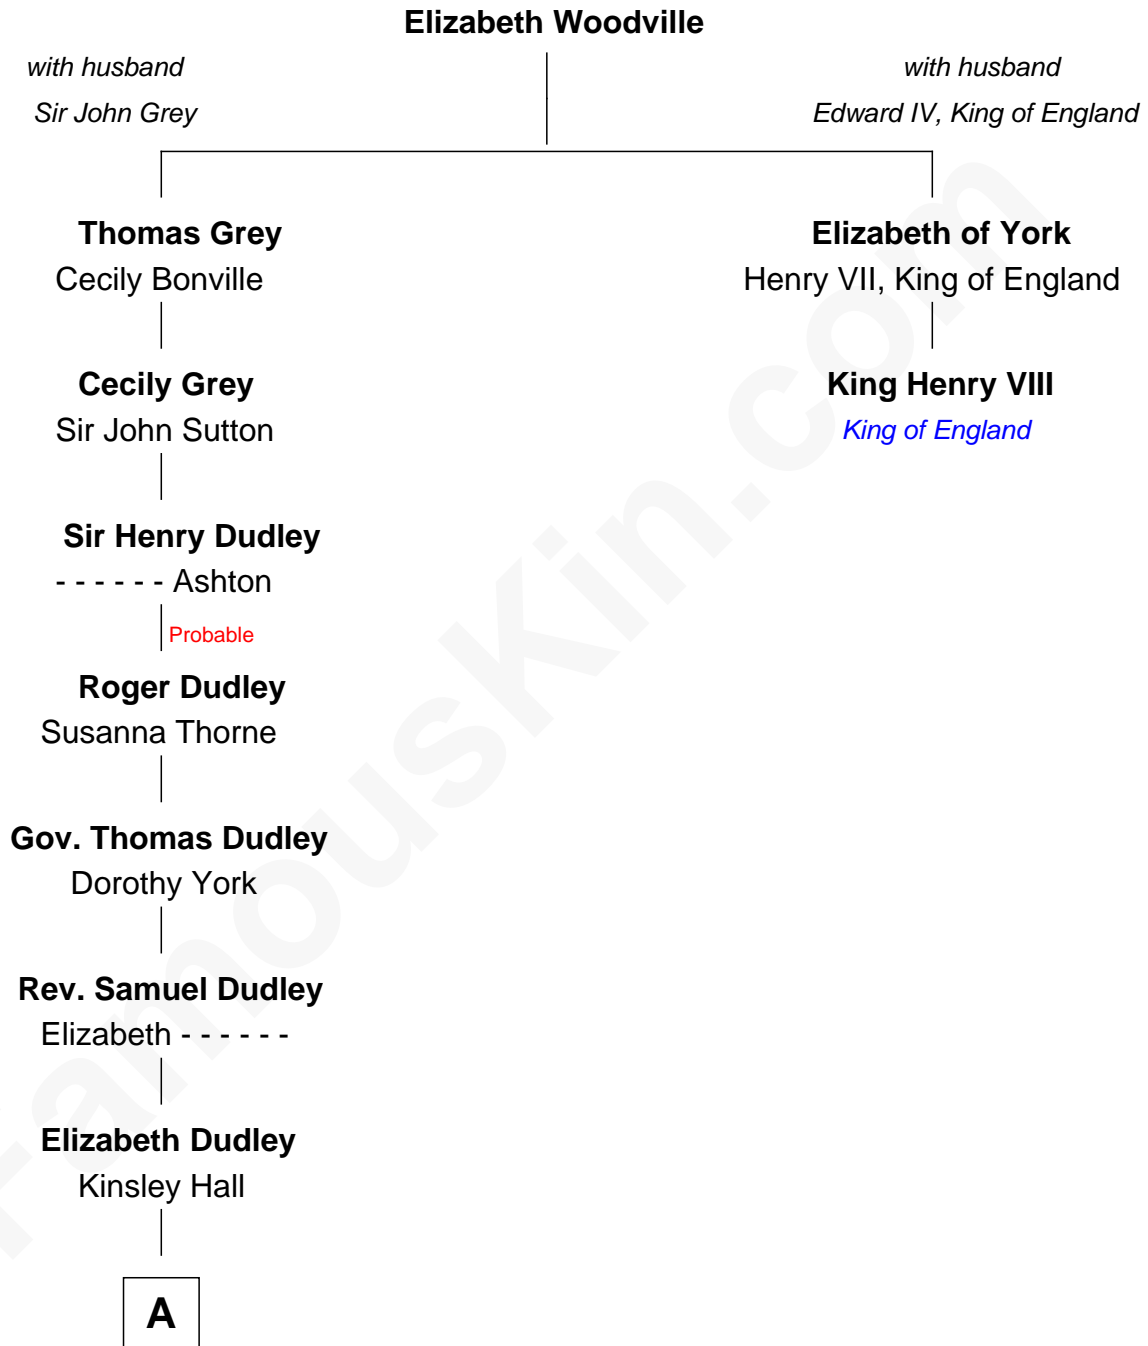 Elizabeth Woodville
with husband
Sir John Grey
with husband
Edward IV, King of England
Thomas Grey
Cecily Bonville
Elizabeth of York
Henry VII, King of England
Cecily Grey
Sir John Sutton
King Henry VIII
King of England
Sir Henry Dudley
- - - - - - Ashton
Probable
Roger Dudley
Susanna Thorne
Gov. Thomas Dudley
Dorothy York
Rev. Samuel Dudley
Elizabeth - - - - - -
Elizabeth Dudley
Kinsley Hall
A
FamousKin.com